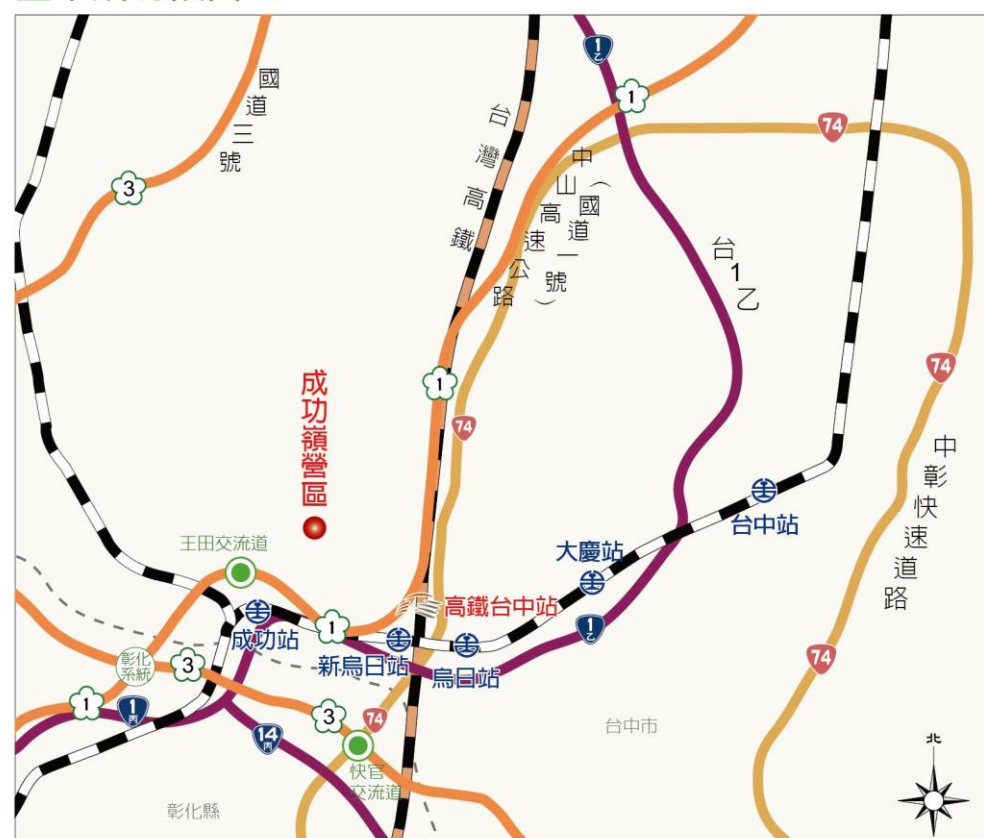 1乙
國道三號
台灣高鐵
1
74
中山高速公路
（國道一號）
3
台1乙
74
1
成功嶺營區
74
中彰快速道路
台中站
王田交流道
大慶站
高鐵台中站
成功站
1
新烏日站
烏日站
1乙
彰化系統
3
74
1
1丙
14丙
3
74
快官
交流道
台中市
北
彰化縣